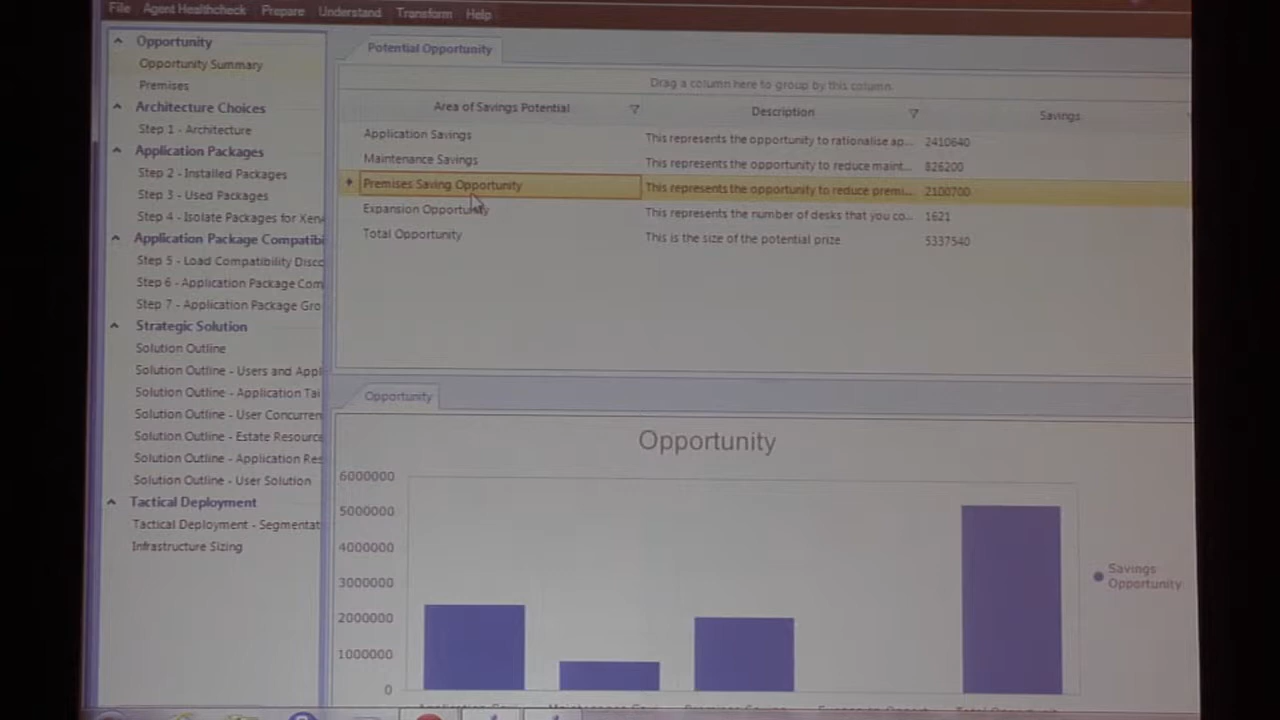 File Agent Healthcheck Prepare Understand Transform Help
Opportunity
Opportunity Summary
Premises
Architecture Choices
Step 1 - Architecture
Application Packages
Step 2 - Installed Packages
Step 3 - Used Packages
Step 4 - Isolate Packages for Xen
Application Package Compatibi
Step 5 - Load Compatibility Disco
Step 6 - Application Package Com
Step 7 - Application Package Gro
Strategic Solution
Solution Outline
Solution Outline - Users and Appl
Solution Outline - Application Tai
Solution Outline - User Concurren
Solution Outline - Estate Resource
Solution Outline - Application Res
Solution Outline - User Solution
Tactical Deployment
Tactical Deployment - Segmentat
Infrastructure Sizing
Potential Opportunity
Drag a column here to group by this column.
Area of Savings Potential Description Savings
Application Savings This represents the opportunity to rationalise ap... 2410640
Maintenance Savings This represents the opportunity to reduce maint... 826200
Premises Saving Opportunity This represents the opportunity to reduce premi... 2100700
Expansion Opportunity This represents the number of desks that you co... 1621
Total Opportunity This is the size of the potential prize 5337540
Opportunity
Opportunity
6000000
5000000
4000000
3000000
2000000
1000000
0
Savings
Opportunity